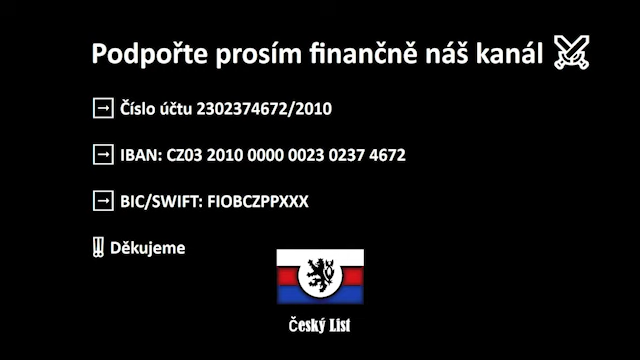 Podpořte prosím finančně náš kanál
Číslo účtu 2302374672/2010
IBAN: CZ03 2010 0000 0023 0237 4672
BIC/SWIFT: FIOBCZPPXXX
Děkujeme
Český List